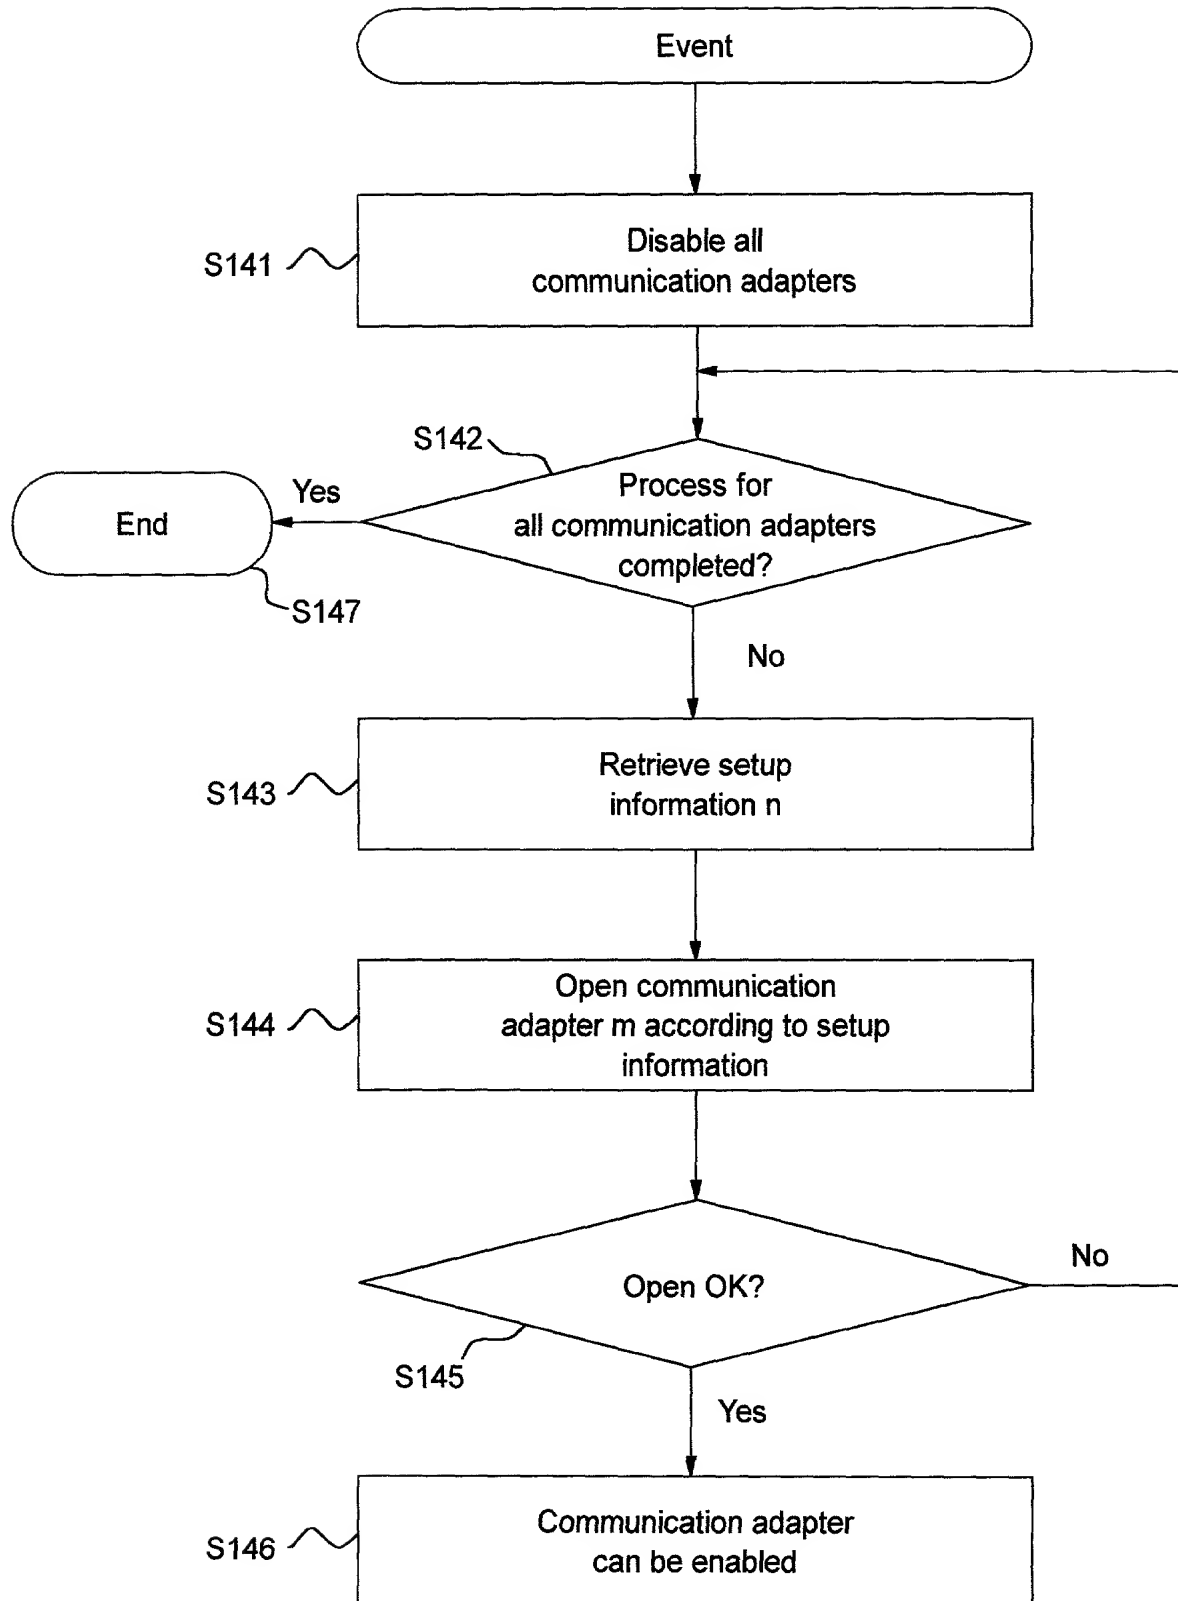 Event
S141
Disable all
communication adapters
S142
Process for
all communication adapters
completed?
Yes
End
S147
No
S143
Retrieve setup
information n
S144
Open communication
adapter m according to setup
information
Open OK?
No
S145
Yes
S146
Communication adapter
can be enabled